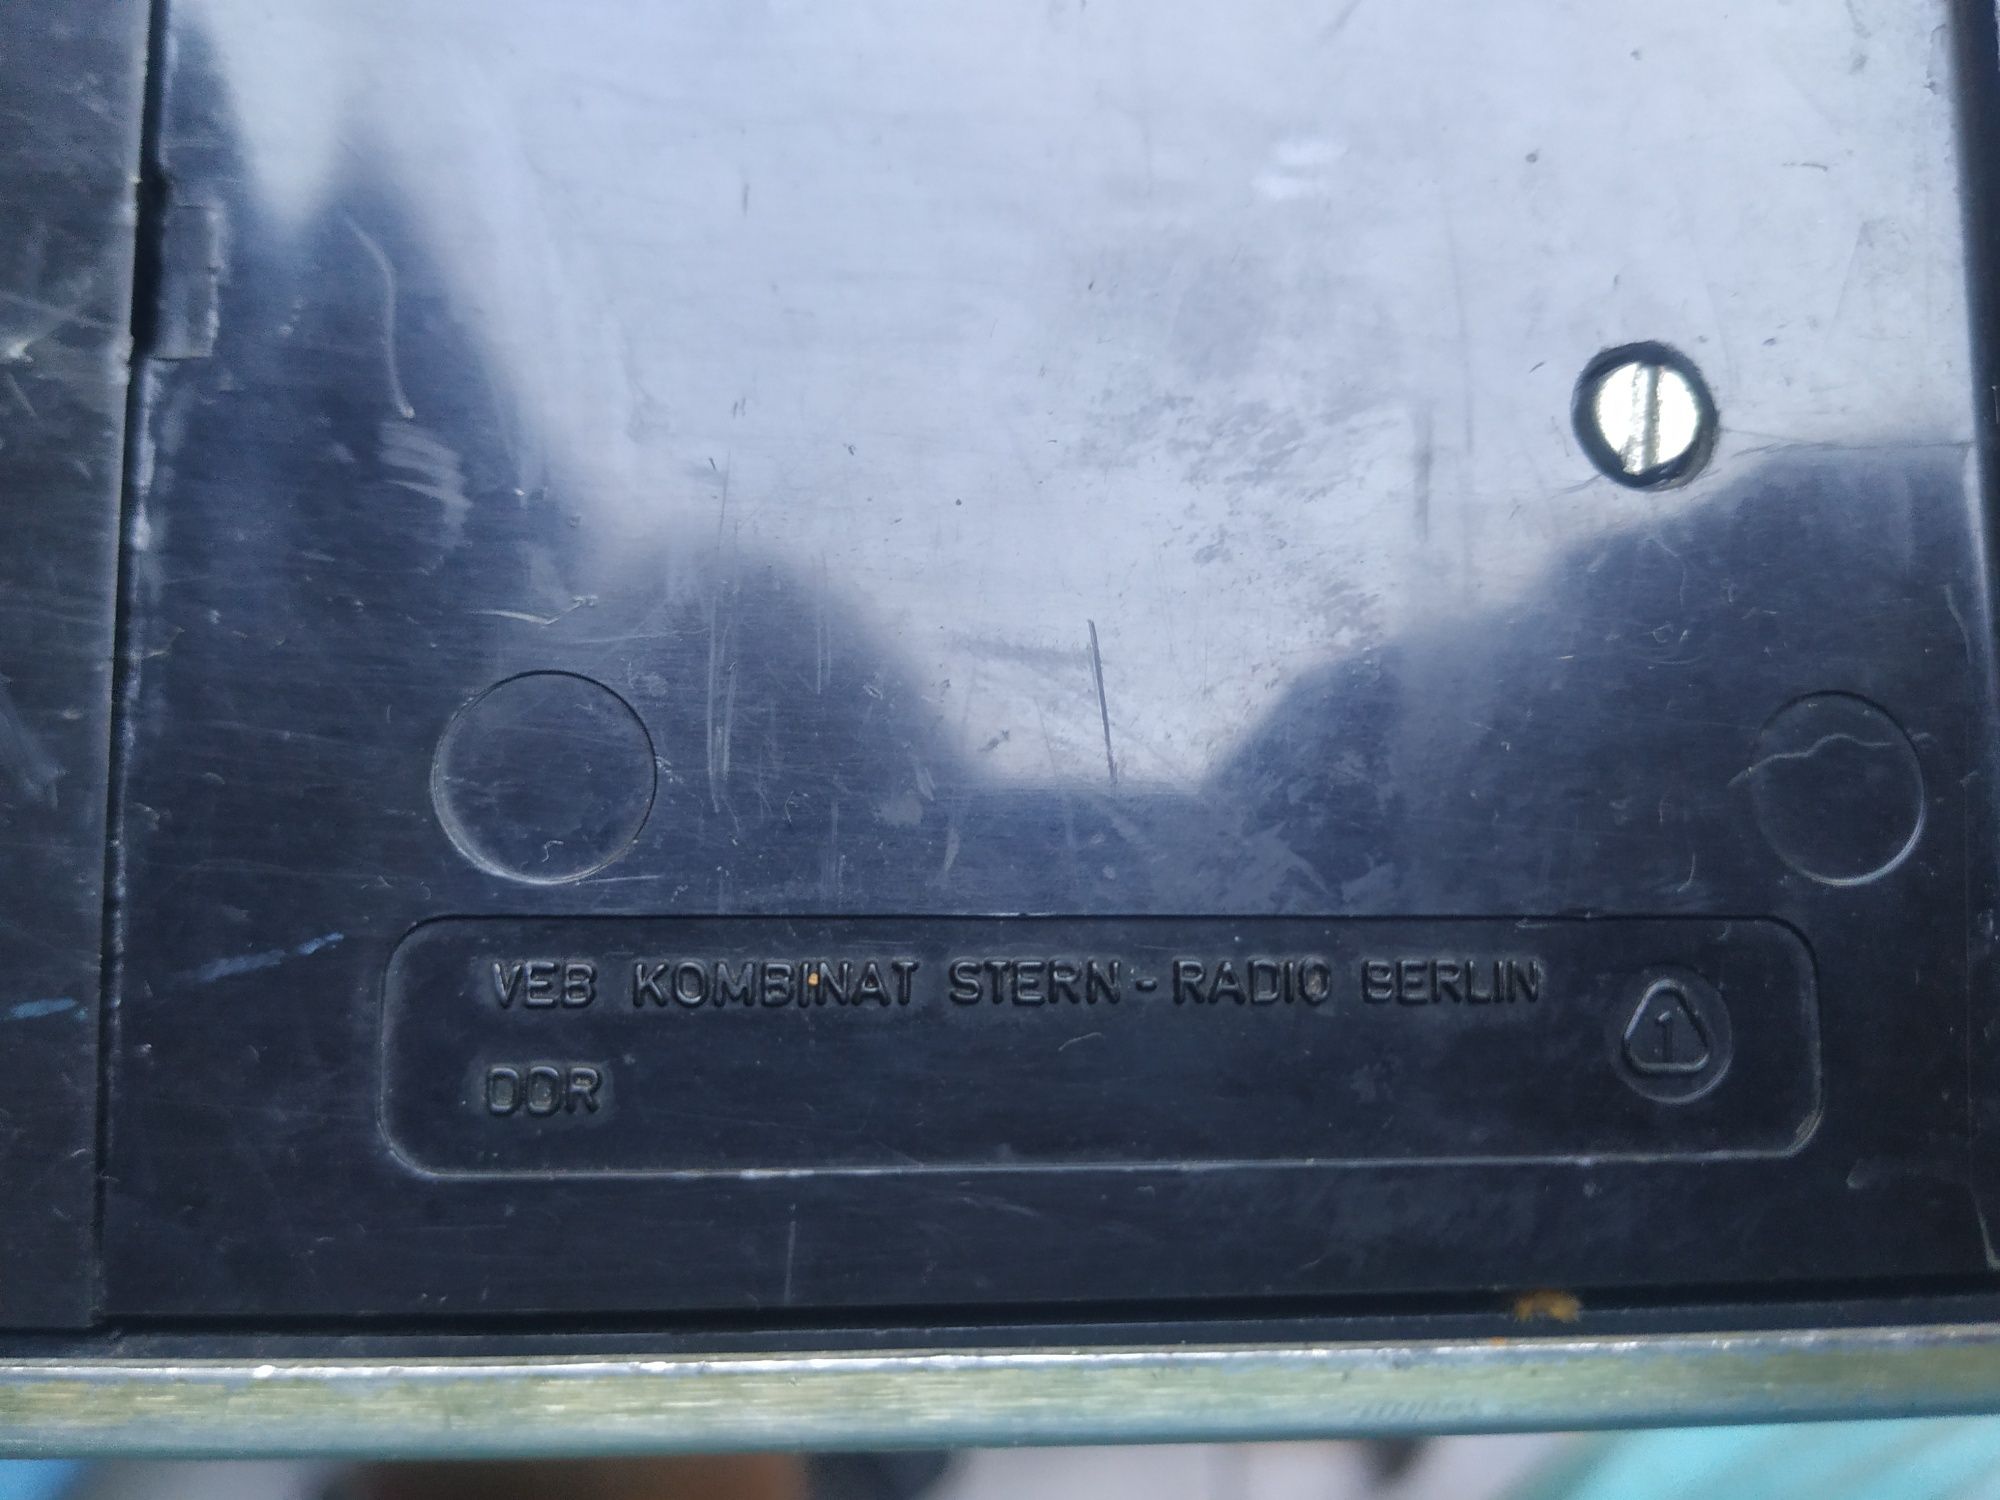 VEB KOMBINAT STERN-RADIO BERLIN
1
DDR